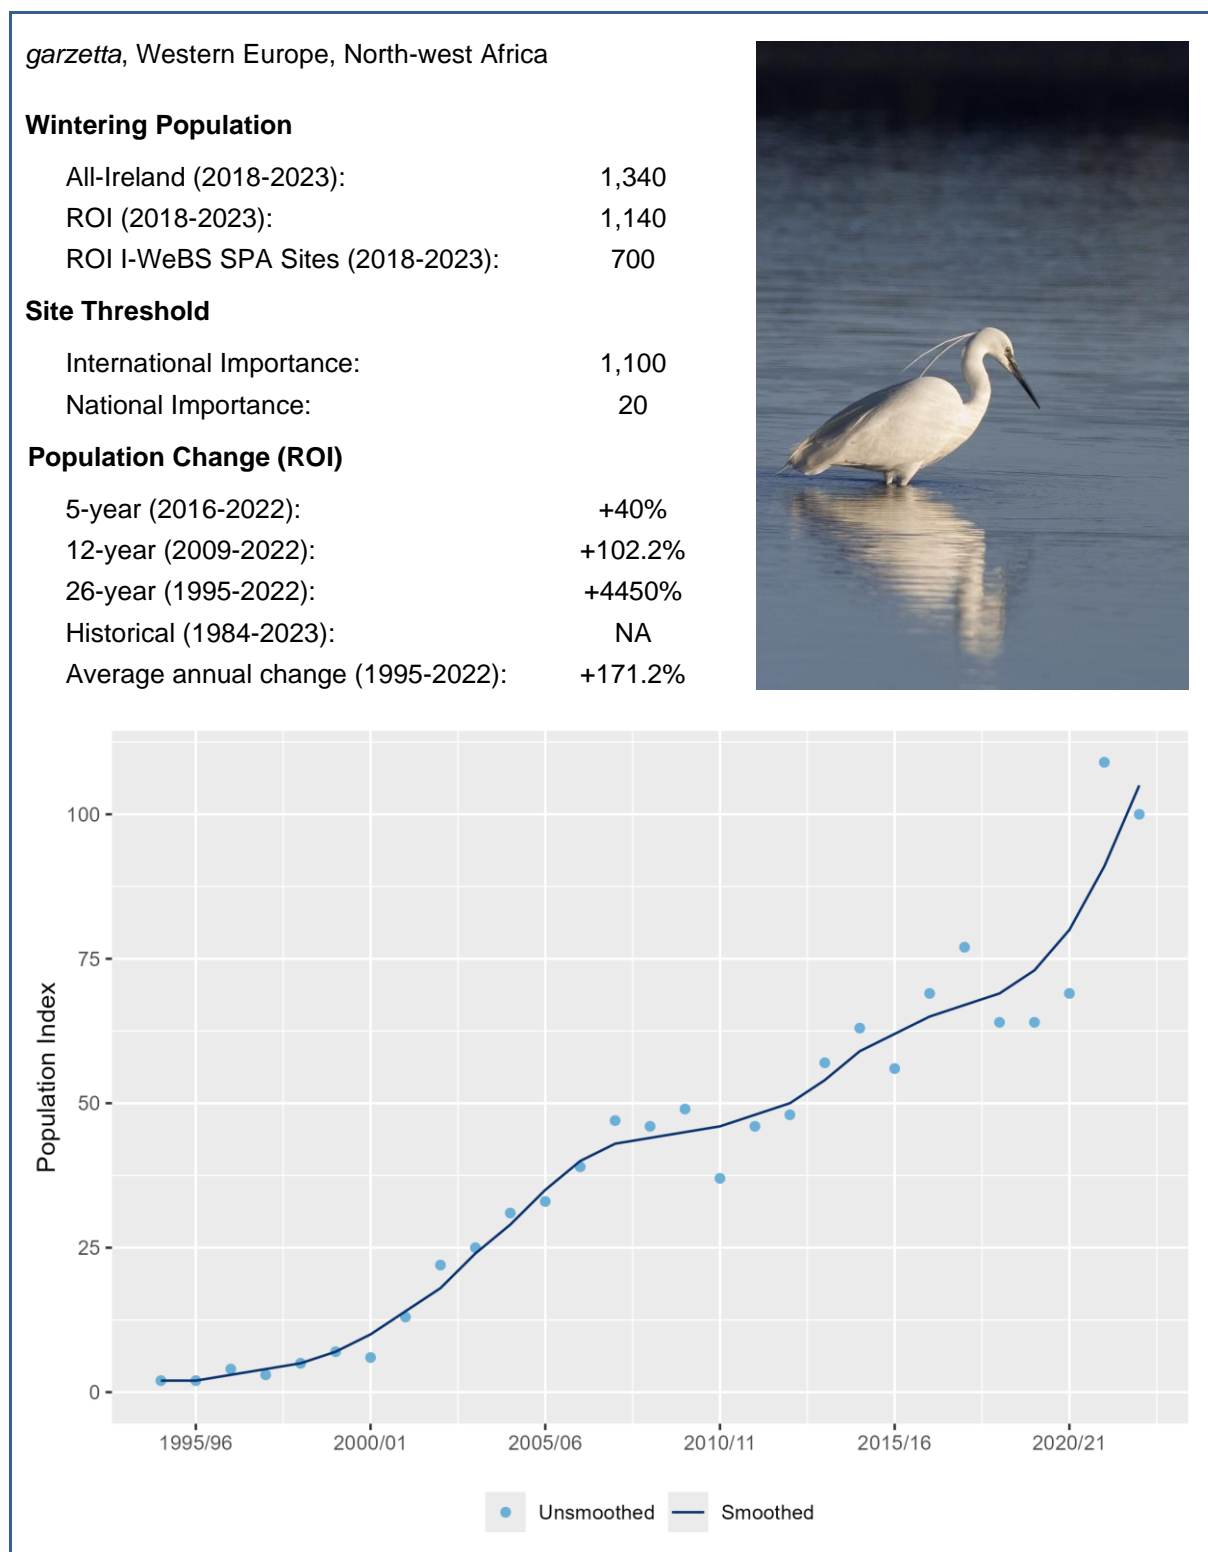 garzetta, Western Europe, North-west Africa
Wintering Population
All-Ireland (2018-2023): 1,340
ROI (2018-2023): 1,140
ROI I-WeBS SPA Sites (2018-2023): 700
Site Threshold
International Importance: 1,100
National Importance: 20
Population Change (ROI)
5-year (2016-2022): +40%
12-year (2009-2022): +102.2%
26-year (1995-2022): +4450%
Historical (1984-2023): NA
Average annual change (1995-2022): +171.2%
Population Index
100
75
50
25
0
1995/96 2000/01 2005/06 2010/11 2015/16 2020/21
Unsmoothed Smoothed